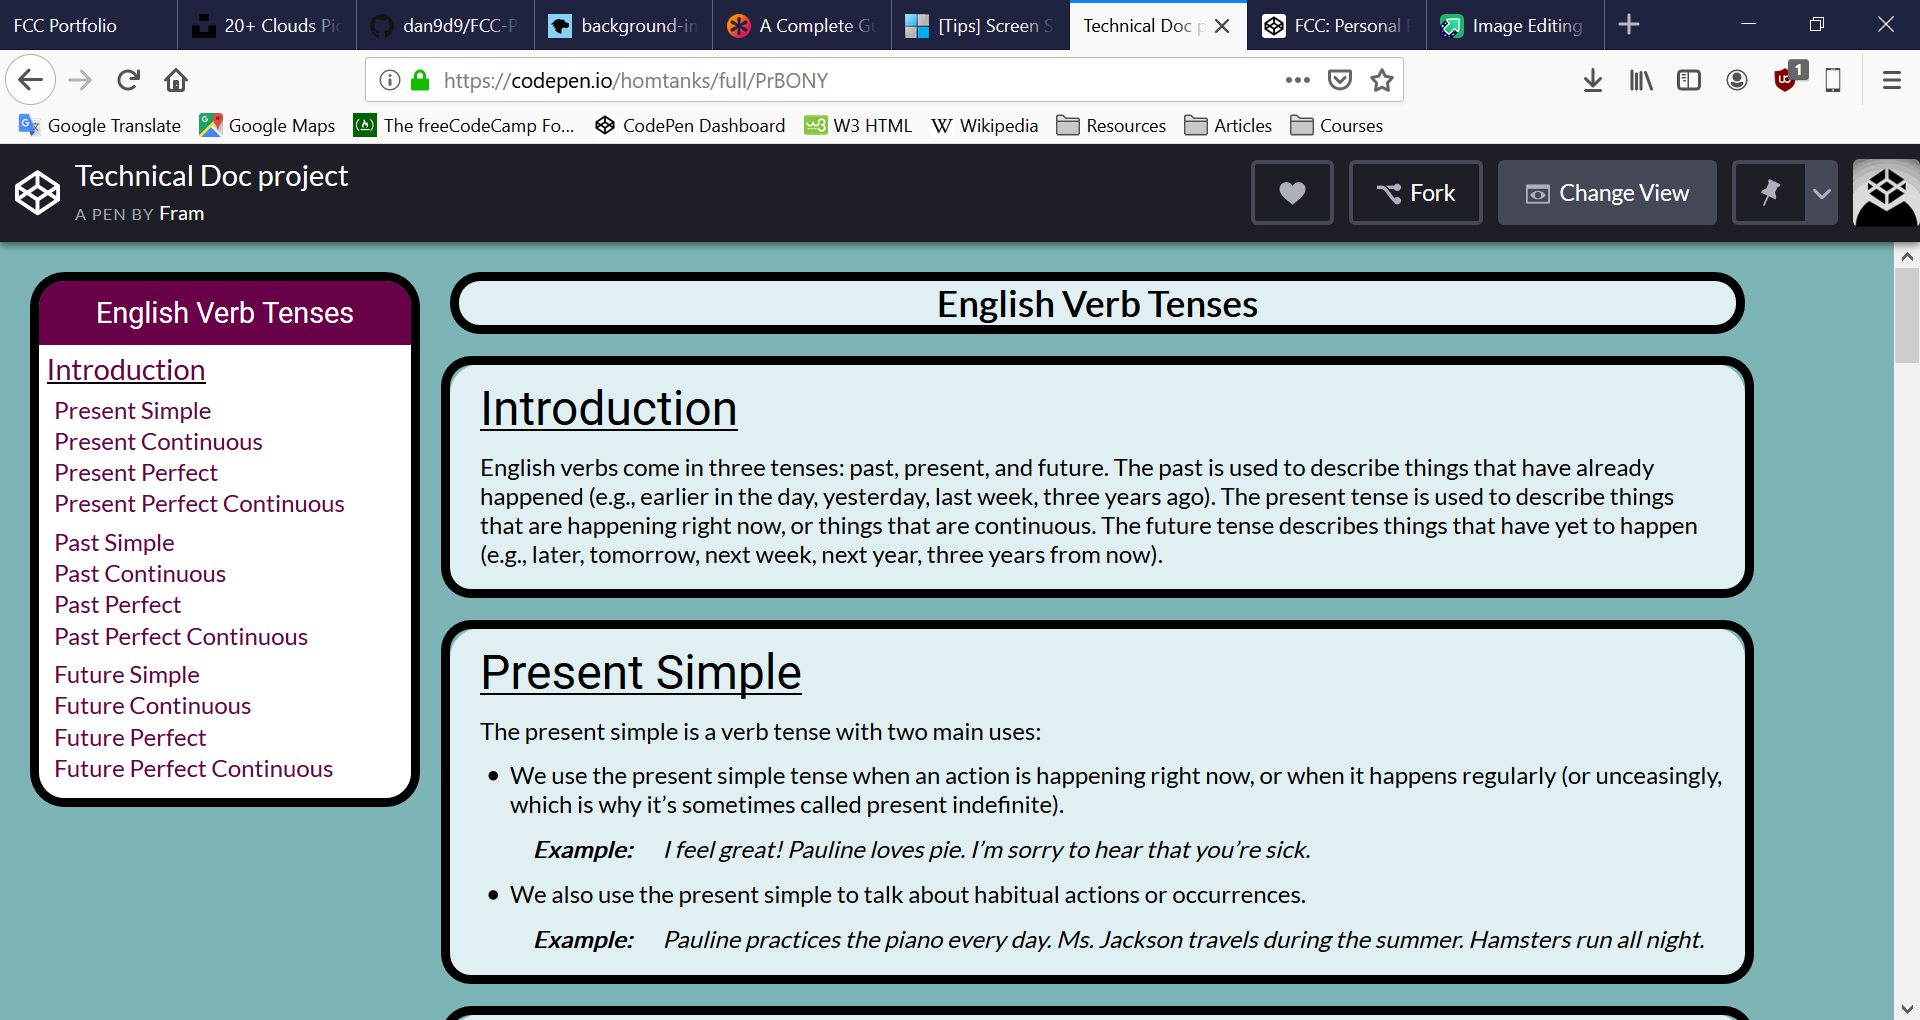 FCC Portfolio
20+ Clouds Pi
dan9d9/FCC-P
background-in
A Complete Gu
[Tips] Screen S
Technical Doc p
FCC: Personal
Image Editing
https://codepen.io/homtanks/full/PrBONY
1
Google Translate
Google Maps
The freeCodeCamp Fo...
CodePen Dashboard
W3 HTML
Wikipedia
Resources
Articles
Courses
Technical Doc project
A PEN BY Fram
Fork
Change View
English Verb Tenses
Introduction
Present Simple
Present Continuous
Present Perfect
Present Perfect Continuous
Past Simple
Past Continuous
Past Perfect
Past Perfect Continuous
Future Simple
Future Continuous
Future Perfect
Future Perfect Continuous
English Verb Tenses
Introduction
English verbs come in three tenses: past, present, and future. The past is used to describe things that have already
happened (e.g., earlier in the day, yesterday, last week, three years ago). The present tense is used to describe things
that are happening right now, or things that are continuous. The future tense describes things that have yet to happen
(e.g., later, tomorrow, next week, next year, three years from now).
Present Simple
The present simple is a verb tense with two main uses:
• We use the present simple tense when an action is happening right now, or when it happens regularly (or unceasingly,
which is why it’s sometimes called present indefinite).
Example: I feel great! Pauline loves pie. I’m sorry to hear that you’re sick.
• We also use the present simple to talk about habitual actions or occurrences.
Example: Pauline practices the piano every day. Ms. Jackson travels during the summer. Hamsters run all night.